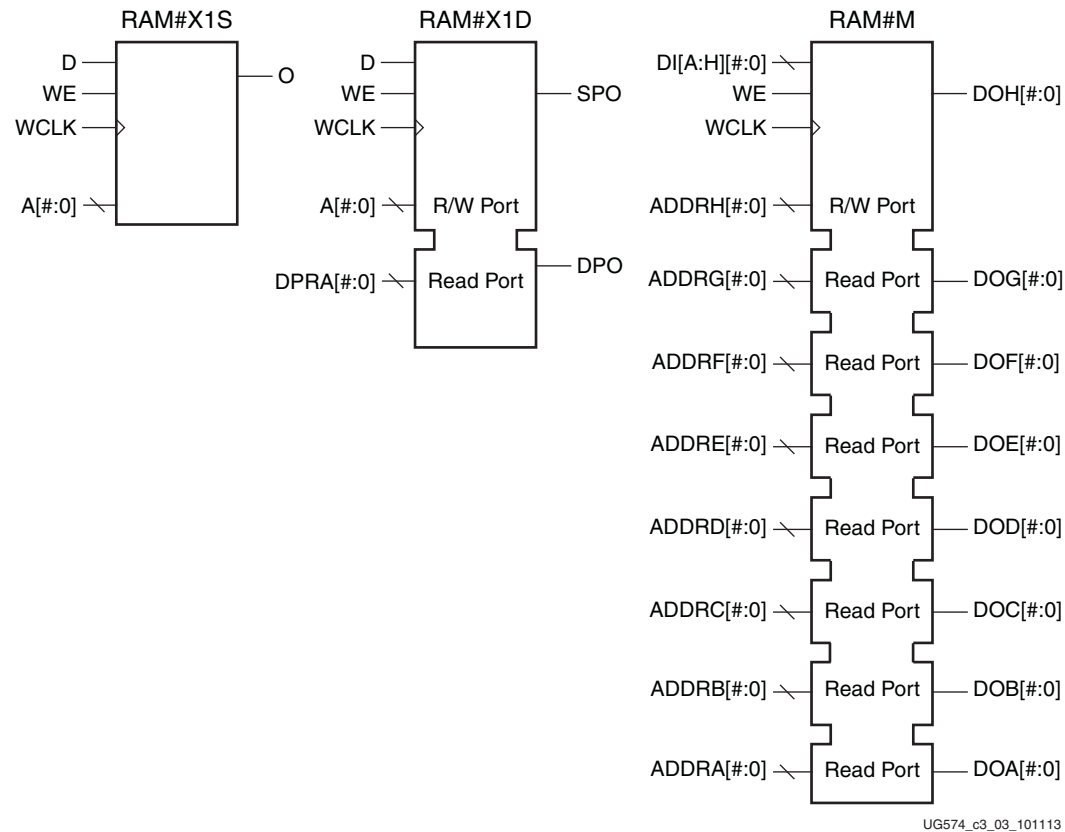 RAM#X1S
D
WE
WCLK
A[#:0]
O
RAM#X1D
D
WE
WCLK
A[#:0]
R/W Port
SPO
DPRA[#:0]
Read Port
DPO
RAM#M
DI[A:H][#:0]
WE
WCLK
DOH[#:0]
ADDRH[#:0]
R/W Port
ADDRG[#:0]
Read Port
DOG[#:0]
ADDRF[#:0]
Read Port
DOF[#:0]
ADDRE[#:0]
Read Port
DOE[#:0]
ADDRD[#:0]
Read Port
DOD[#:0]
ADDRC[#:0]
Read Port
DOC[#:0]
ADDRB[#:0]
Read Port
DOB[#:0]
ADDRA[#:0]
Read Port
DOA[#:0]
UG574_c3_03_101113